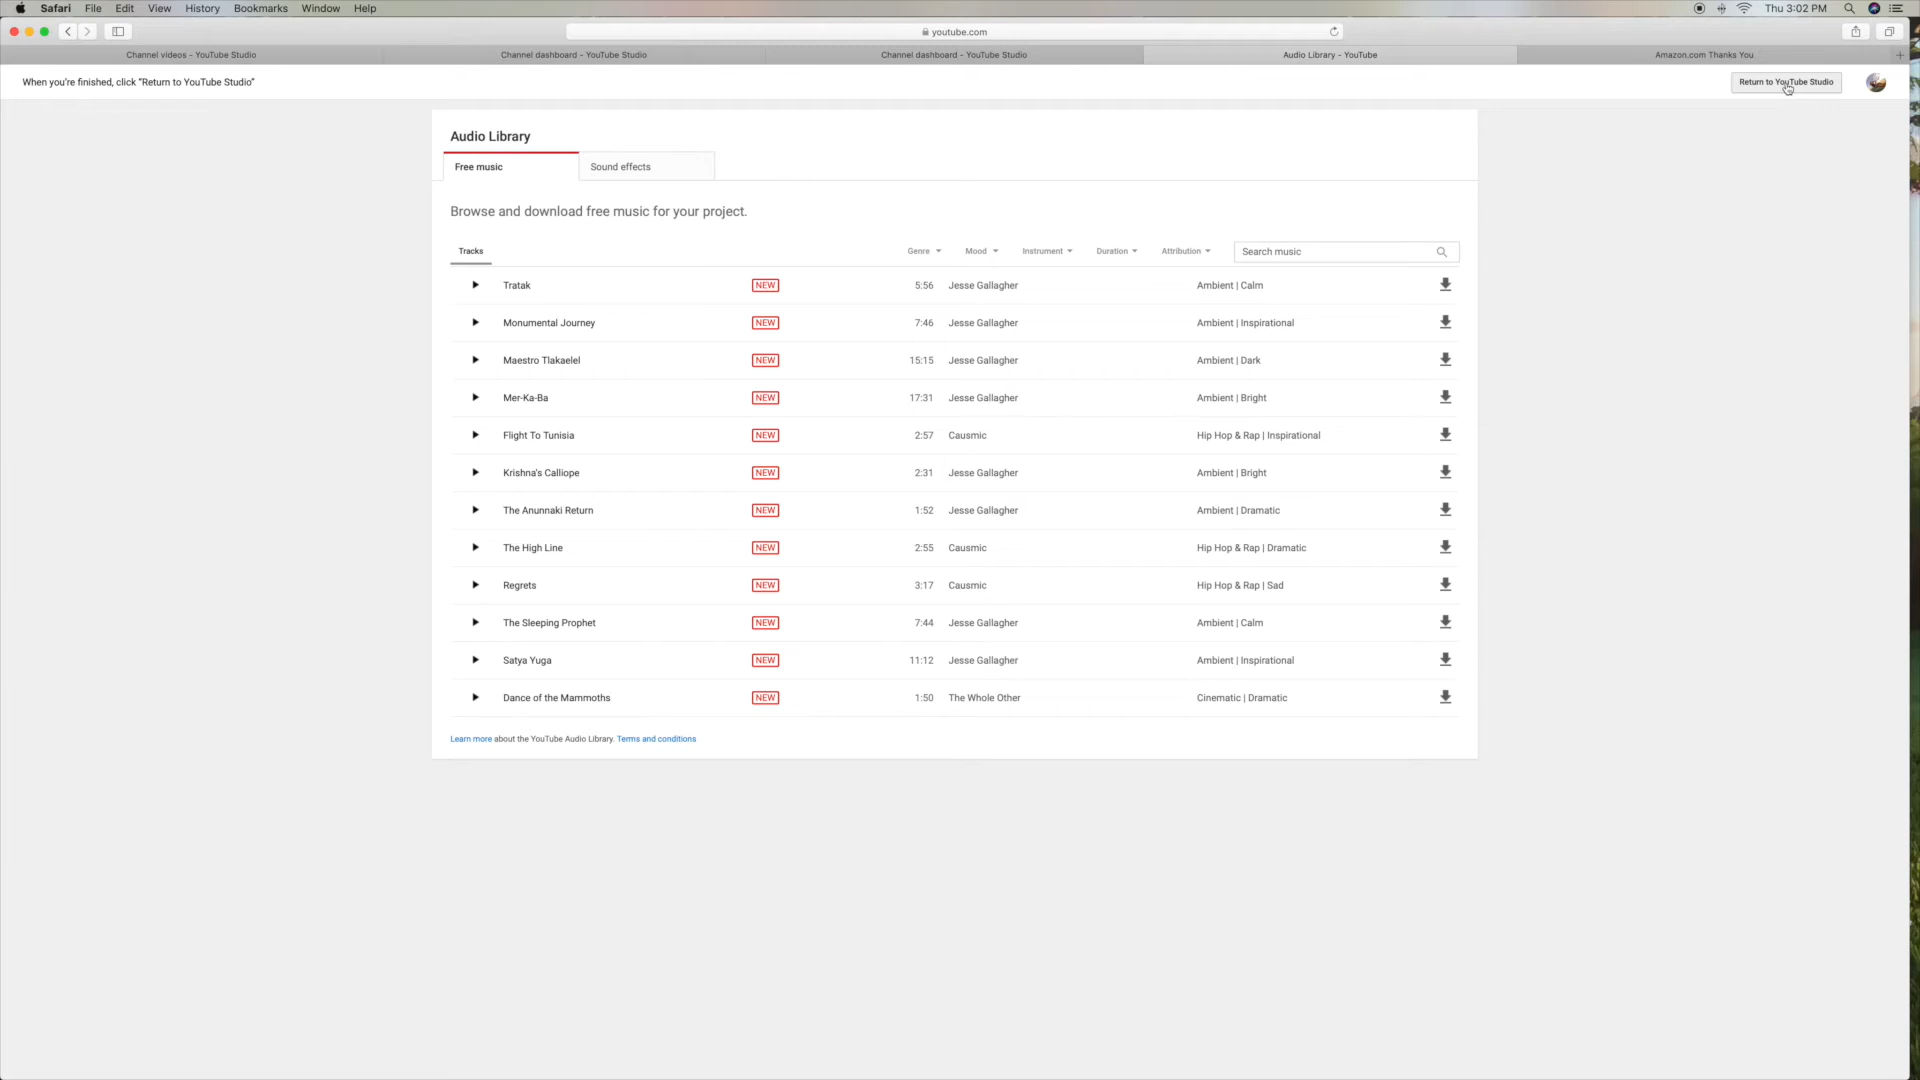 Safari File Edit View History Bookmarks Window Help Thu 3:02 PM
youtube.com
Channel videos - YouTube Studio Channel dashboard - YouTube Studio Channel dashboard - YouTube Studio Audio Library - YouTube Amazon.com Thanks You
When you're finished, click "Return to YouTube Studio" Return to YouTube Studio
Audio Library
Free music Sound effects
Browse and download free music for your project.
Tracks Genre Mood Instrument Duration Attribution Search music
Tratak NEW 5:56 Jesse Gallagher Ambient | Calm
Monumental Journey NEW 7:46 Jesse Gallagher Ambient | Inspirational
Maestro Tlakaelel NEW 15:15 Jesse Gallagher Ambient | Dark
Mer-Ka-Ba NEW 17:31 Jesse Gallagher Ambient | Bright
Flight To Tunisia NEW 2:57 Causmic Hip Hop & Rap | Inspirational
Krishna's Calliope NEW 2:31 Jesse Gallagher Ambient | Bright
The Anunnaki Return NEW 1:52 Jesse Gallagher Ambient | Dramatic
The High Line NEW 2:55 Causmic Hip Hop & Rap | Dramatic
Regrets NEW 3:17 Causmic Hip Hop & Rap | Sad
The Sleeping Prophet NEW 7:44 Jesse Gallagher Ambient | Calm
Satya Yuga NEW 11:12 Jesse Gallagher Ambient | Inspirational
Dance of the Mammoths NEW 1:50 The Whole Other Cinematic | Dramatic
Learn more about the YouTube Audio Library. Terms and conditions